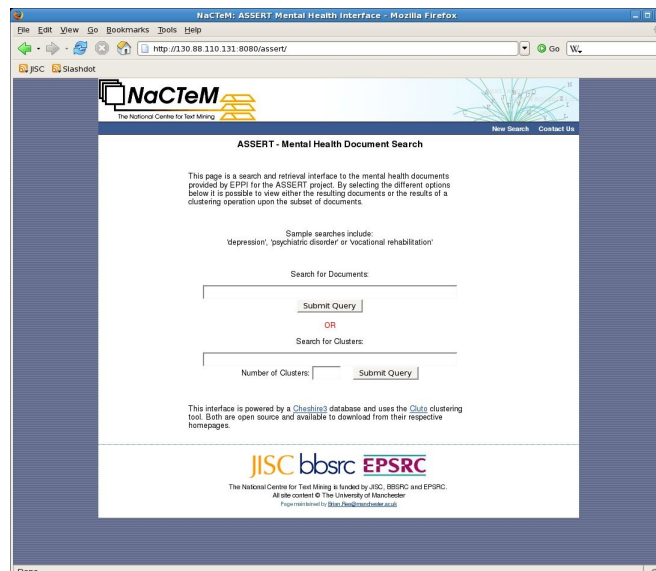 NaCTeM: ASSERT Mental Health Interface - Mozilla Firefox
File Edit View Go Bookmarks Tools Help
http://130.88.110.131:8080/assert/ Go
JISC Slashdot
NaCTeM
The National Centre for Text Mining
New Search Contact Us
ASSERT - Mental Health Document Search
This page is a search and retrieval interface to the mental health documents
provided by EPPI for the ASSERT project. By selecting the different options
below it is possible to view either the resulting documents or the results of a
clustering operation upon the subset of documents.
Sample searches include:
'depression', 'psychiatric disorder' or 'vocational rehabilitation'
Search for Documents:
Submit Query
OR
Search for Clusters:
Number of Clusters: Submit Query
This interface is powered by a Cheshire3 database and uses the Cluto clustering
tool. Both are open source and available to download from their respective
homepages.
JISC bbsrc EPSRC
The National Centre for Text Mining is funded by JISC, BBSRC and EPSRC.
All site content © The University of Manchester
Page maintained by